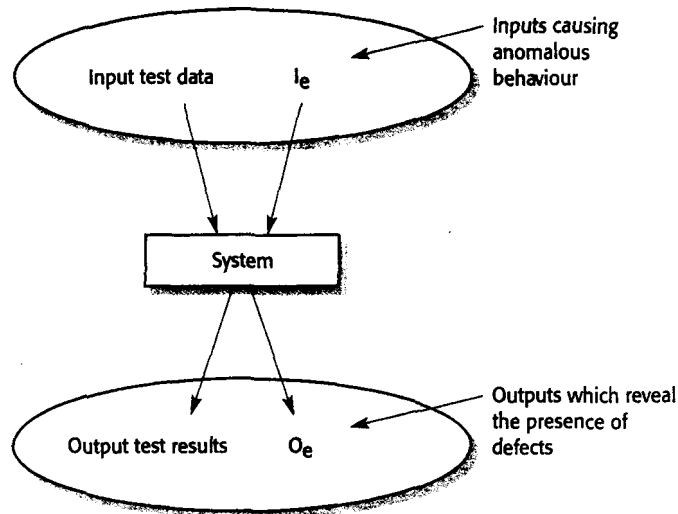 Inputs causing
anomalous
behaviour
Input test data
Ie
System
Outputs which reveal
the presence of
defects
Output test results
Oe